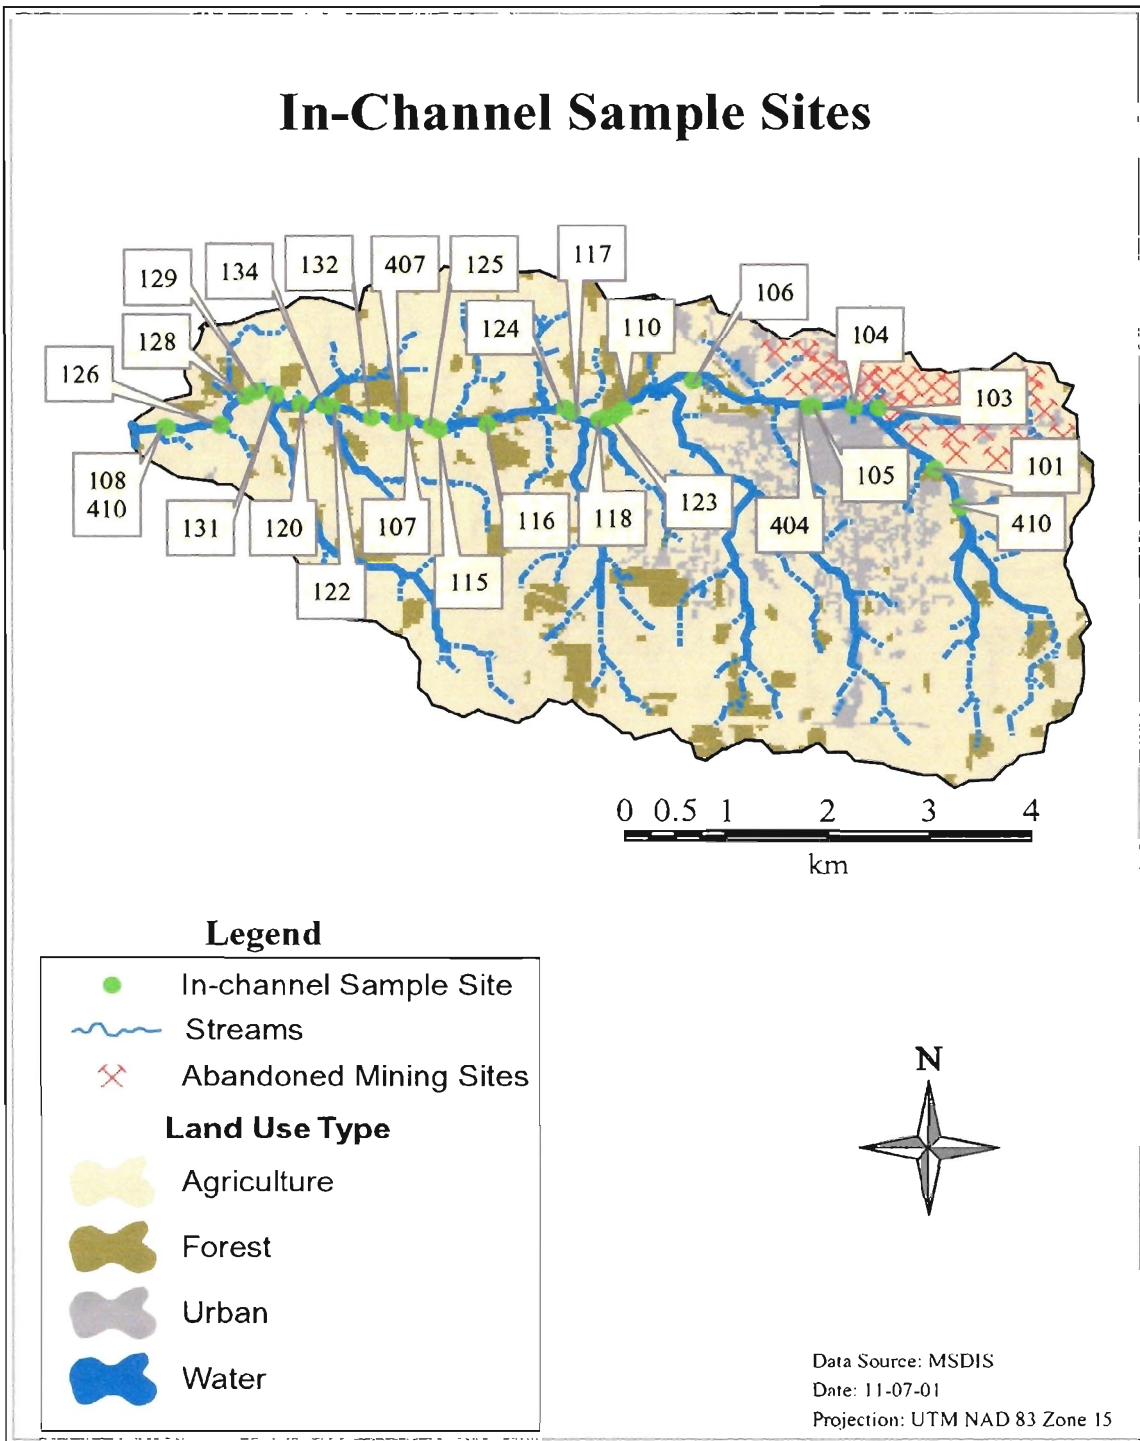 In-Channel Sample Sites
117
129
134
132
407
125
106
124
110
104
128
126
103
108
410
131
120
107
116
118
123
404
105
101
410
122
115
0 0.5 1 2 3 4
km
Legend
In-channel Sample Site
Streams
Abandoned Mining Sites
Land Use Type
Agriculture
Forest
Urban
Water
N
Data Source: MSDIS
Date: 11-07-01
Projection: UTM NAD 83 Zone 15